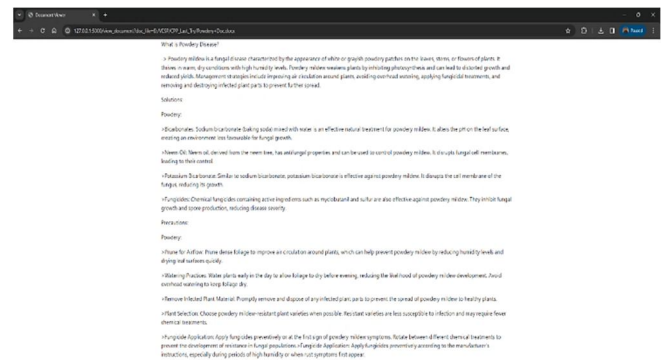 Document Viewer
What is Powdery Disease?
> Powdery mildew is a fungal disease characterized by the appearance of white or grayish powdery patches on the leaves, stems, or flowers of plants. It
thrives in warm, dry conditions with high humidity levels. Powdery mildew weakens plants by inhibiting photosynthesis and can lead to distorted growth and
reduced yields. Management strategies include improving air circulation around plants, avoiding overhead watering, applying fungicidal treatments, and
removing and destroying infected plant parts to prevent further spread.
Solutions:
Powdery:
>Bicarbonates: Sodium bicarbonate (baking soda) mixed with water is an effective natural treatment for powdery mildew. It alters the pH on the leaf surface,
creating an environment less favourable for fungal growth.
>Neem Oil: Neem oil, derived from the neem tree, has antifungal properties and can be used to control powdery mildew. It disrupts fungal cell membranes,
leading to their control.
>Potassium Bicarbonate: Similar to sodium bicarbonate, potassium bicarbonate is effective against powdery mildew. It disrupts the cell membrane of the
fungus, reducing its growth.
>Fungicides: Chemical fungicides containing active ingredients such as myclobutanil and sulfur are also effective against powdery mildew. They inhibit fungal
growth and spore production, reducing disease severity.
Precautions:
Powdery:
>Prune for Airflow: Prune dense foliage to improve air circulation around plants, which can help prevent powdery mildew by reducing humidity levels and
drying leaf surfaces quickly.
>Watering Practices: Water plants early in the day to allow foliage to dry before evening, reducing the likelihood of powdery mildew development. Avoid
overhead watering to keep foliage dry.
>Remove Infected Plant Material: Promptly remove and dispose of any infected plant parts to prevent the spread of powdery mildew to healthy plants.
>Plant Selection: Choose powdery mildew-resistant plant varieties when possible. Resistant varieties are less susceptible to infection and may require fewer
chemical treatments.
>Fungicide Application: Apply fungicides preventively or at the first sign of powdery mildew symptoms. Rotate between different chemical treatments to
prevent the development of resistance in fungal populations.>Fungicide Application: Apply fungicides preventively according to the manufacturer's
instructions, especially during periods of high humidity or when rust symptoms first appear.